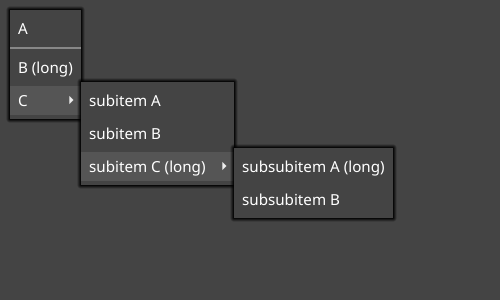 A
B (long)
C
subitem A
subitem B
subitem C (long)
subsubitem A (long)
subsubitem B